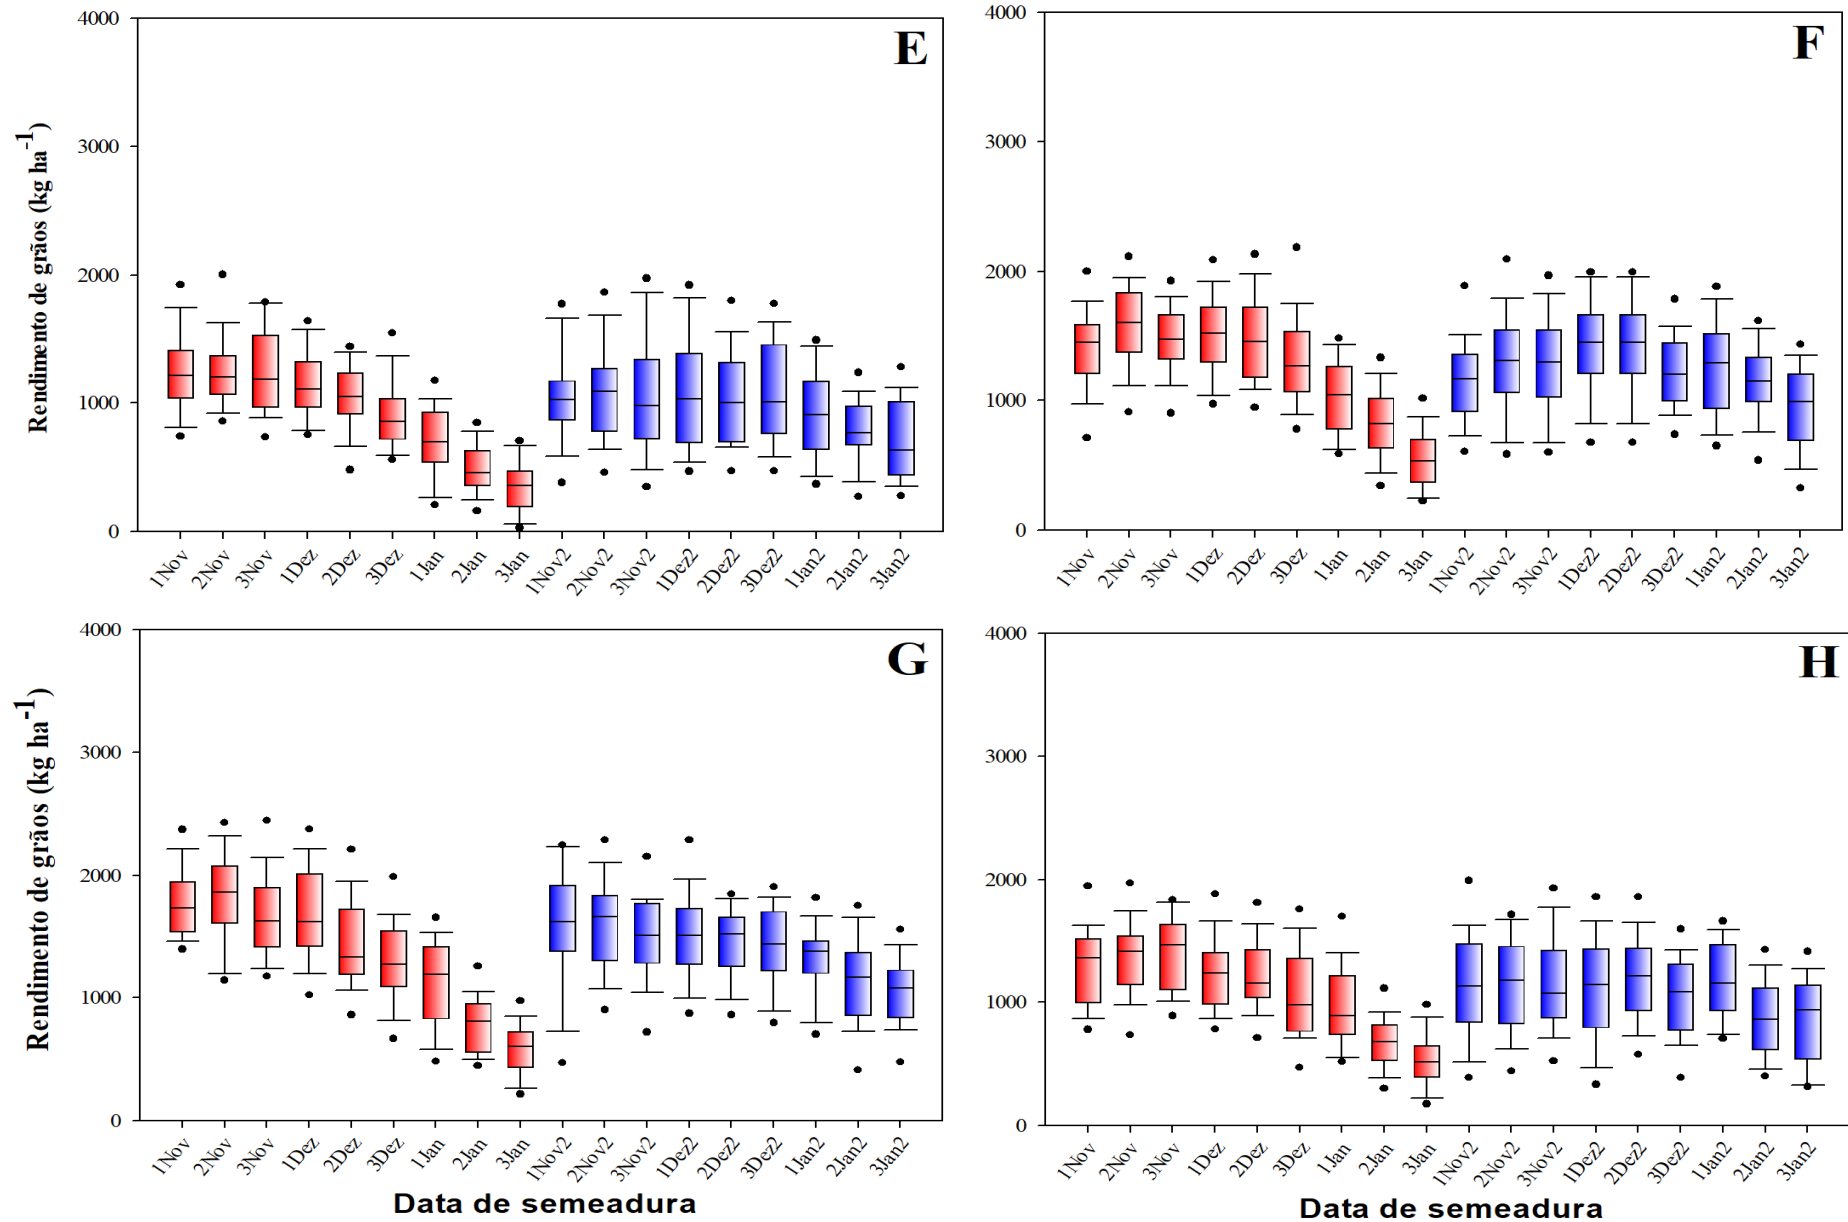 E
Rendimento de grãos (kg ha⁻¹)
4000
3000
2000
1000
0
1Nov 2Nov 3Nov 1Dez 2Dez 3Dez 1Jan 2Jan 3Jan 1Nov2 2Nov2 3Nov2 1Dez2 2Dez2 3Dez2 1Jan2 2Jan2 3Jan2
F
4000
3000
2000
1000
0
1Nov 2Nov 3Nov 1Dez 2Dez 3Dez 1Jan 2Jan 3Jan 1Nov2 2Nov2 3Nov2 1Dez2 2Dez2 3Dez2 1Jan2 2Jan2 3Jan2
G
Rendimento de grãos (kg ha⁻¹)
4000
3000
2000
1000
0
1Nov 2Nov 3Nov 1Dez 2Dez 3Dez 1Jan 2Jan 3Jan 1Nov2 2Nov2 3Nov2 1Dez2 2Dez2 3Dez2 1Jan2 2Jan2 3Jan2
Data de semeadura
H
4000
3000
2000
1000
0
1Nov 2Nov 3Nov 1Dez 2Dez 3Dez 1Jan 2Jan 3Jan 1Nov2 2Nov2 3Nov2 1Dez2 2Dez2 3Dez2 1Jan2 2Jan2 3Jan2
Data de semeadura